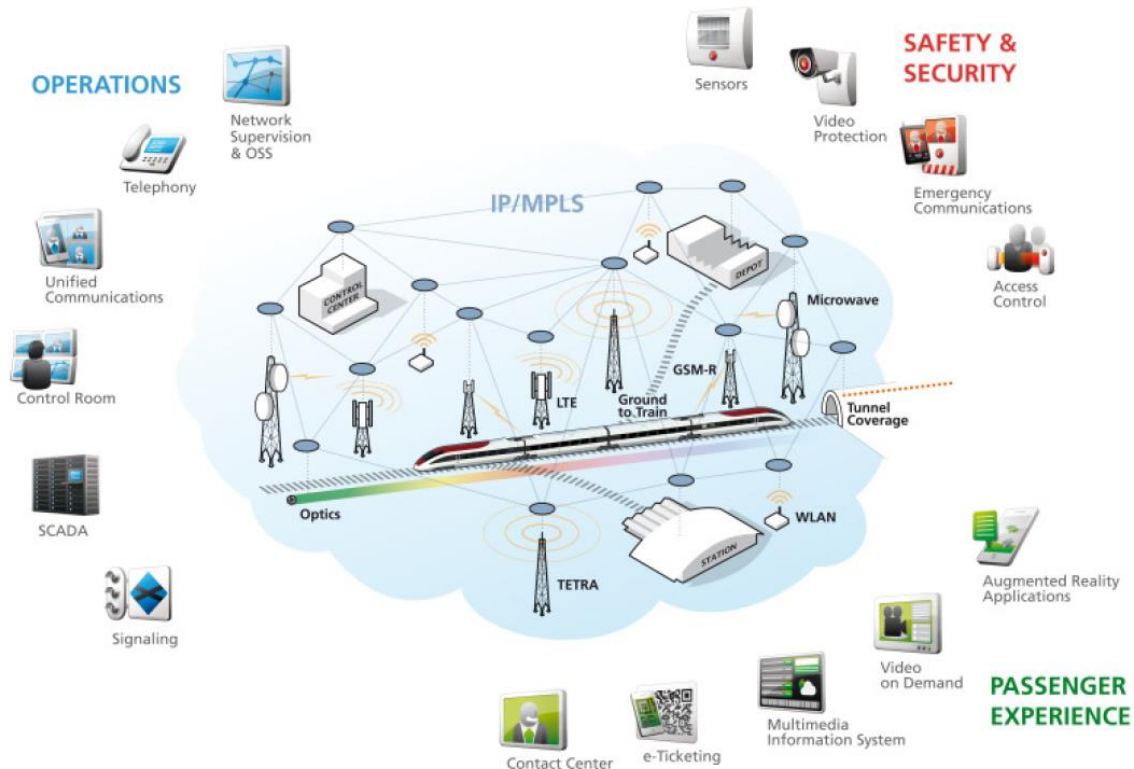 OPERATIONS
Network
Supervision
& OSS
Telephony
Unified
Communications
Control Room
SCADA
Signaling
Sensors
SAFETY &
SECURITY
Video
Protection
Emergency
Communications
Access
Control
IP/MPLS
CONTROL
CENTER
DEPOT
Microwave
GSM-R
LTE
Ground
to Train
Tunnel
Coverage
Optics
WLAN
STATION
TETRA
Augmented Reality
Applications
Video
on Demand
PASSENGER
EXPERIENCE
Multimedia
Information System
e-Ticketing
Contact Center